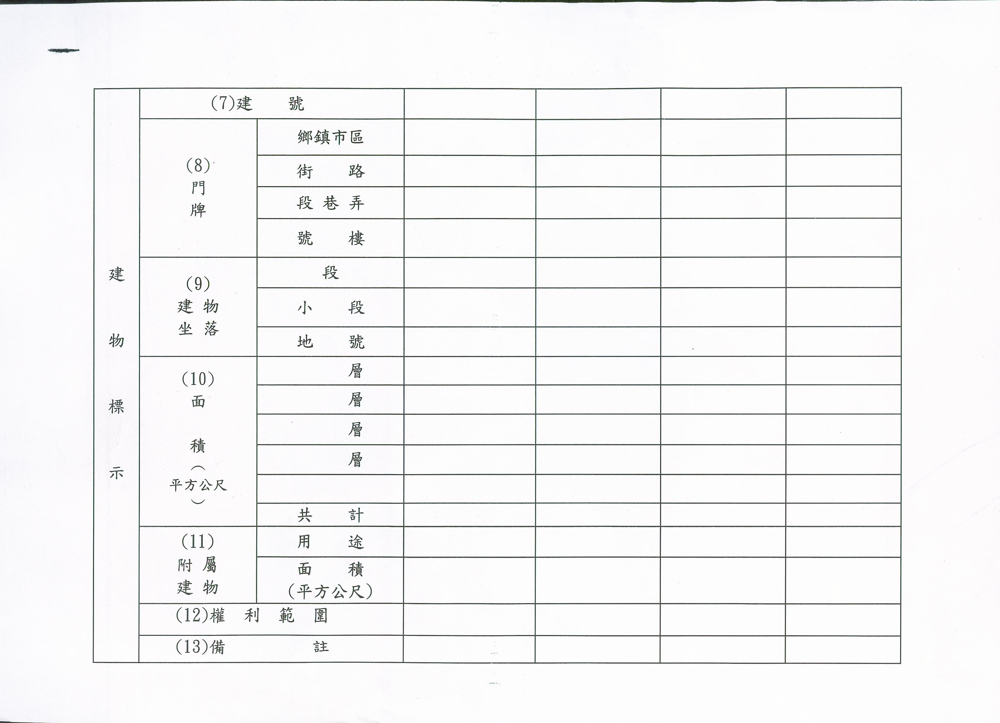 建物標示
(7)建 號
(8)
門
牌
鄉鎮市區
街 路
段 巷 弄
號 樓
(9)
建 物
坐 落
段
小 段
地 號
(10)
面
積
(
平方公尺
)
層
層
層
層
共 計
(11)
附 屬
建 物
用 途
面 積
(平方公尺)
(12)權 利 範 圍
(13)備 註